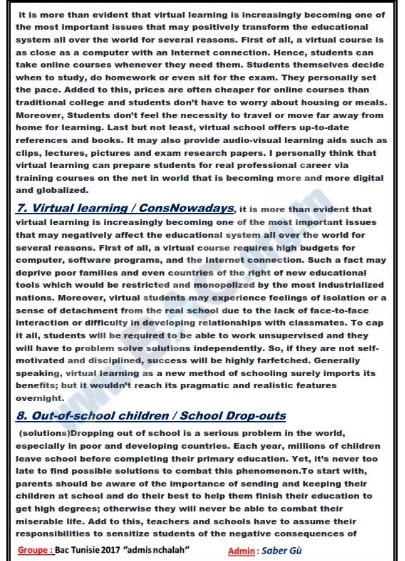 It is more than evident that virtual learning is increasingly becoming one of
the most important issues that may positively transform the educational
system all over the world for several reasons. First of all, a virtual course is
as close as a computer with an Internet connection. Hence, students can
take online courses whenever they need them. Students themselves decide
when to study, do homework or even sit for the exam. They personally set
the pace. Added to this, prices are often cheaper for online courses than
traditional college and students don't have to worry about housing or meals.
Moreover, Students don't feel the necessity to travel or move far away from
home for learning. Last but not least, virtual school offers up-to-date
references and books. It may also provide audio-visual learning aids such as
clips, lectures, pictures and exam research papers. I personally think that
virtual learning can prepare students for real professional career via
training courses on the net in world that is becoming more and more digital
and globalized.
7. Virtual learning / ConsNowadays, it is more than evident that
virtual learning is increasingly becoming one of the most important issues
that may negatively affect the educational system all over the world for
several reasons. First of all, a virtual course requires high budgets for
computer, software programs, and the Internet connection. Such a fact may
deprive poor families and even countries of the right of new educational
tools which would be restricted and monopolized by the most industrialized
nations. Moreover, virtual students may experience feelings of isolation or a
sense of detachment from the real school due to the lack of face-to-face
interaction or difficulty in developing relationships with classmates. To cap
it all, students will be required to be able to work unsupervised and they
will have to problem solve solutions independently. So, if they are not self-
motivated and disciplined, success will be highly farfetched. Generally
speaking, virtual learning as a new method of schooling surely imports its
benefits; but it wouldn't reach its pragmatic and realistic features
overnight.
8. Out-of-school children / School Drop-outs
(solutions)Dropping out of school is a serious problem in the world,
especially in poor and developing countries. Each year, millions of children
leave school before completing their primary education. Yet, it's never too
late to find possible solutions to combat this phenomenon.To start with,
parents should be aware of the importance of sending and keeping their
children at school and do their best to help them finish their education to
get high degrees; otherwise they will never be able to combat their
miserable life. Add to this, teachers and schools have to assume their
responsibilities to sensitize students of the negative consequences of
Groupe : Bac Tunisie 2017 "admis nchalah" Admin : Saber Gù